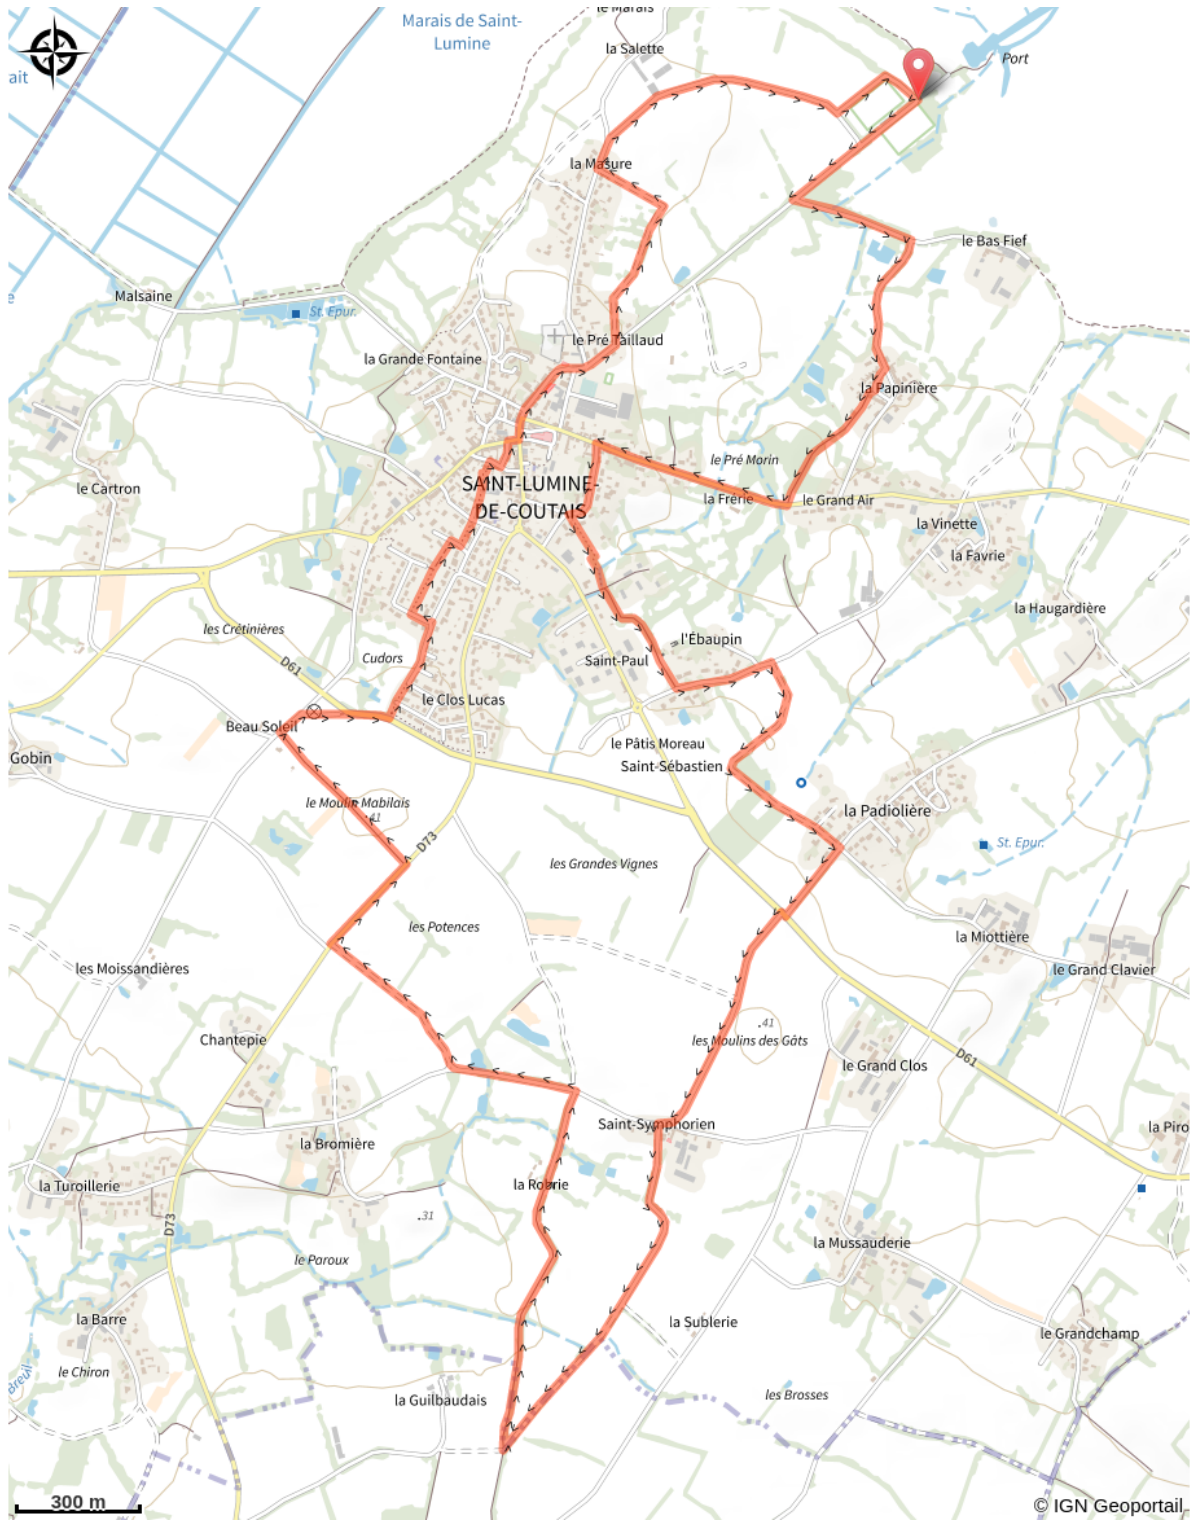 le Marais
Marais de Saint-
Lumine
la Salette
Port
ait
la Masure
le Bas Fief
Malsaine
St. Epur.
le Pré Taillaud
la Grande Fontaine
la Papinière
le Pré Morin
SAINT-LUMINE-
DE-COUTAIS
le Cartron
la Frérie
le Grand Air
la Vinette
la Favrie
la Haugardière
les Crétinières
l'Ébaupin
Cudors
Saint-Paul
D61
le Clos Lucas
Beau Soleil
le Pâtis Moreau
Gobin
Saint-Sébastien
le Moulin Mabilais
41
la Padiolière
D73
St. Epur.
les Grandes Vignes
les Potences
la Miottière
les Moissandières
le Grand Clavier
.41
Chantepie
les Moulins des Gâts
D61
le Grand Clos
Saint-Symphorien
la Piro
la Bromière
la Turoillerie
la Robrie
.31
D73
la Mussauderie
le Paroux
la Barre
la Sublerie
le Grandchamp
le Chiron
Breuil
la Guilbaudais
les Brosses
300 m
© IGN Geoportail